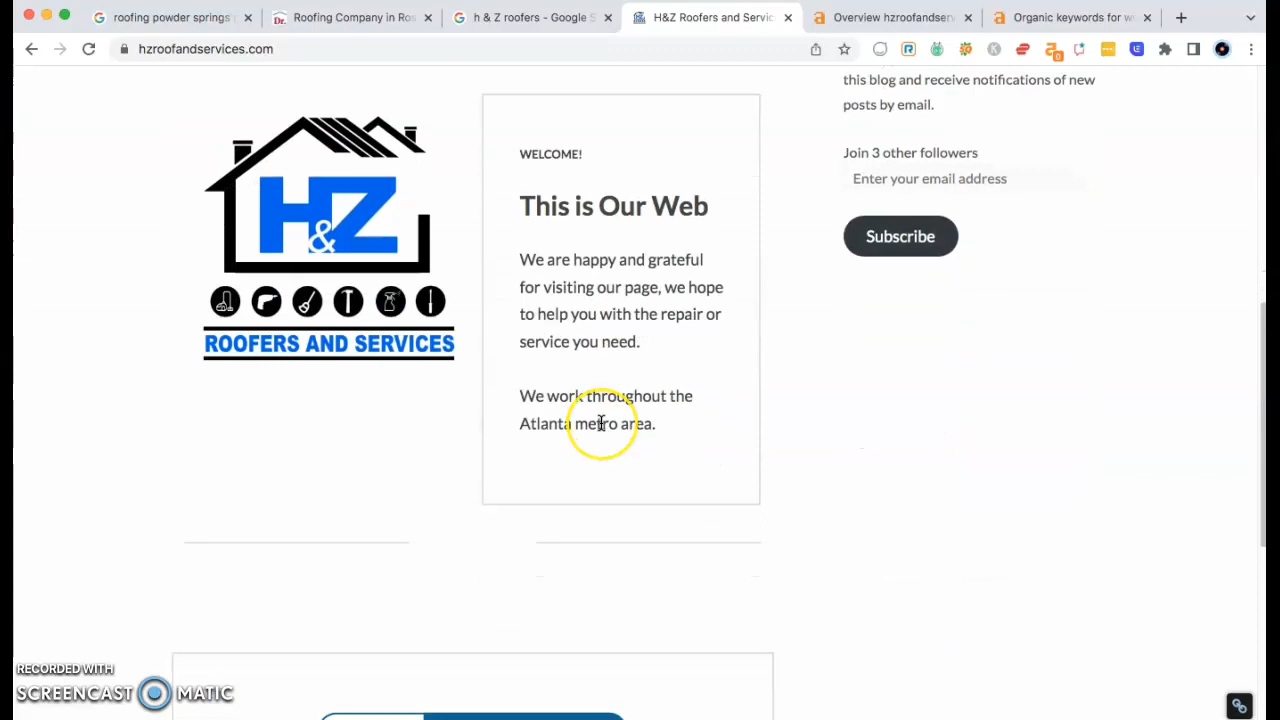 roofing powder springs
Roofing Company in Ros
h & Z roofers - Google S
H&Z Roofers and Servic
Overview hzroofandserv
Organic keywords for w
hzroofandservices.com
this blog and receive notifications of new
posts by email.
Join 3 other followers
Enter your email address
Subscribe
H&Z
ROOFERS AND SERVICES
WELCOME!
This is Our Web
We are happy and grateful
for visiting our page, we hope
to help you with the repair or
service you need.
We work throughout the
Atlanta metro area.
RECORDED WITH
SCREENCAST MATIC